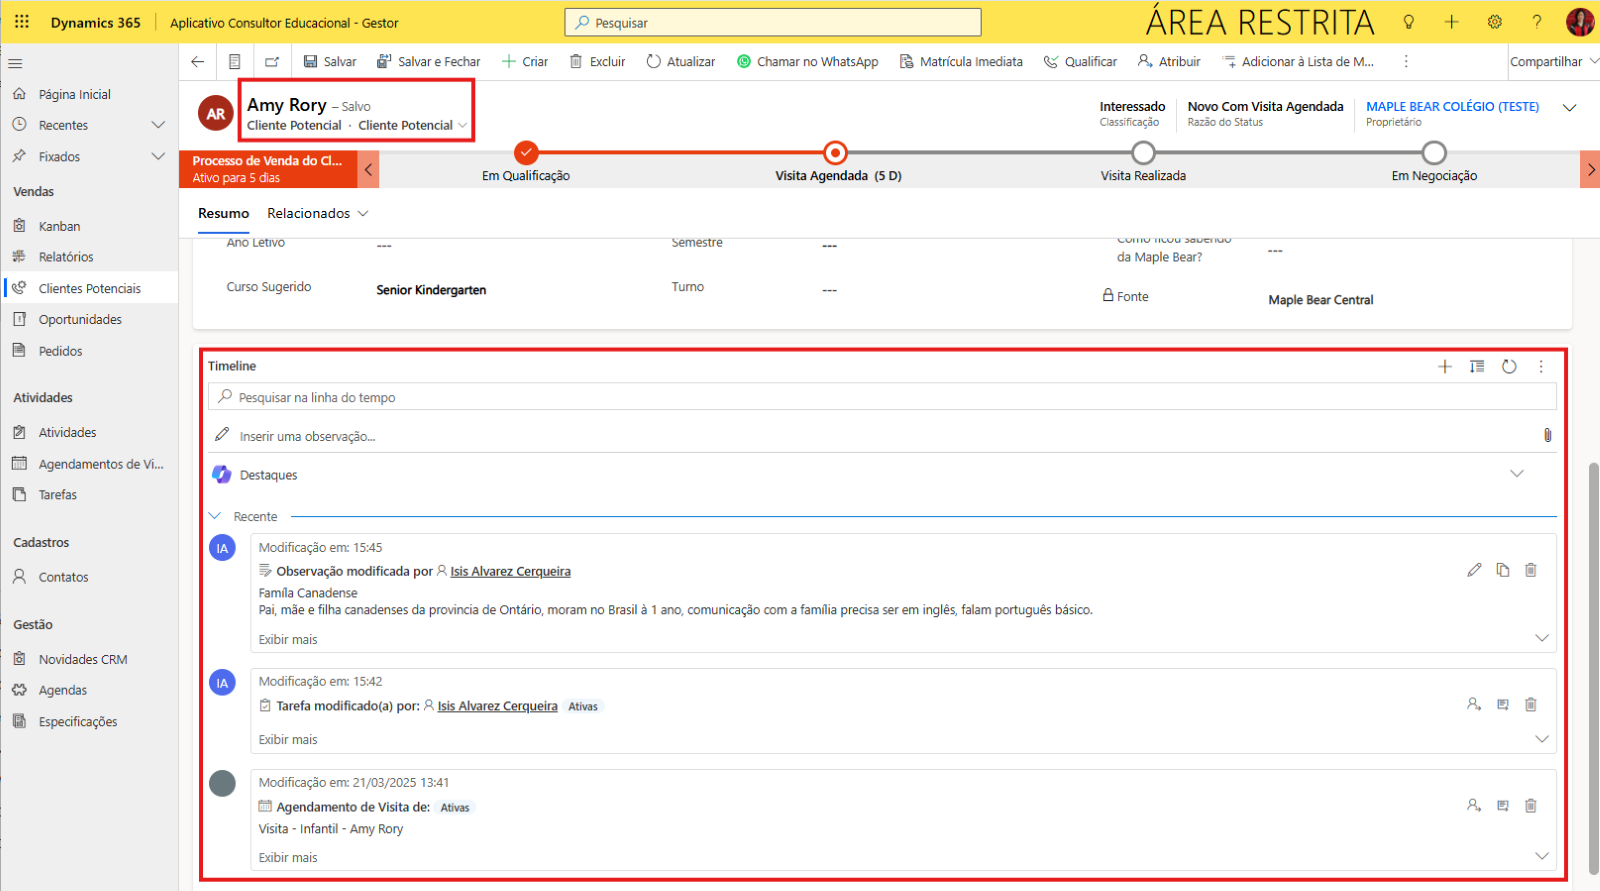 Dynamics 365
Aplicativo Consultor Educacional - Gestor
Pesquisar
ÁREA RESTRITA
Salvar
Salvar e Fechar
Criar
Excluir
Atualizar
Chamar no WhatsApp
Matrícula Imediata
Qualificar
Atribuir
Adicionar à Lista de M...
Compartilhar
Página Inicial
Recentes
Fixados
Vendas
Kanban
Relatórios
Clientes Potenciais
Oportunidades
Pedidos
Atividades
Atividades
Agendamentos de Vi...
Tarefas
Cadastros
Contatos
Gestão
Novidades CRM
Agendas
Especificações
AR
Amy Rory – Salvo
Cliente Potencial · Cliente Potencial
Interessado
Classificação
Novo Com Visita Agendada
Razão do Status
MAPLE BEAR COLÉGIO (TESTE)
Proprietário
Processo de Venda do Cl...
Ativo para 5 dias
Em Qualificação
Visita Agendada (5 D)
Visita Realizada
Em Negociação
Resumo
Relacionados
Ano Letivo
---
Semestre
---
Como ficou sabendo
da Maple Bear?
---
Curso Sugerido
Senior Kindergarten
Turno
---
Fonte
Maple Bear Central
Timeline
Pesquisar na linha do tempo
Inserir uma observação...
Destaques
Recente
IA
Modificação em: 15:45
Observação modificada por Isis Alvarez Cerqueira
Famíla Canadense
Pai, mãe e filha canadenses da provincia de Ontário, moram no Brasil à 1 ano, comunicação com a família precisa ser em inglês, falam português básico.
Exibir mais
IA
Modificação em: 15:42
Tarefa modificado(a) por: Isis Alvarez Cerqueira Ativas
Exibir mais
Modificação em: 21/03/2025 13:41
Agendamento de Visita de: Ativas
Visita - Infantil - Amy Rory
Exibir mais